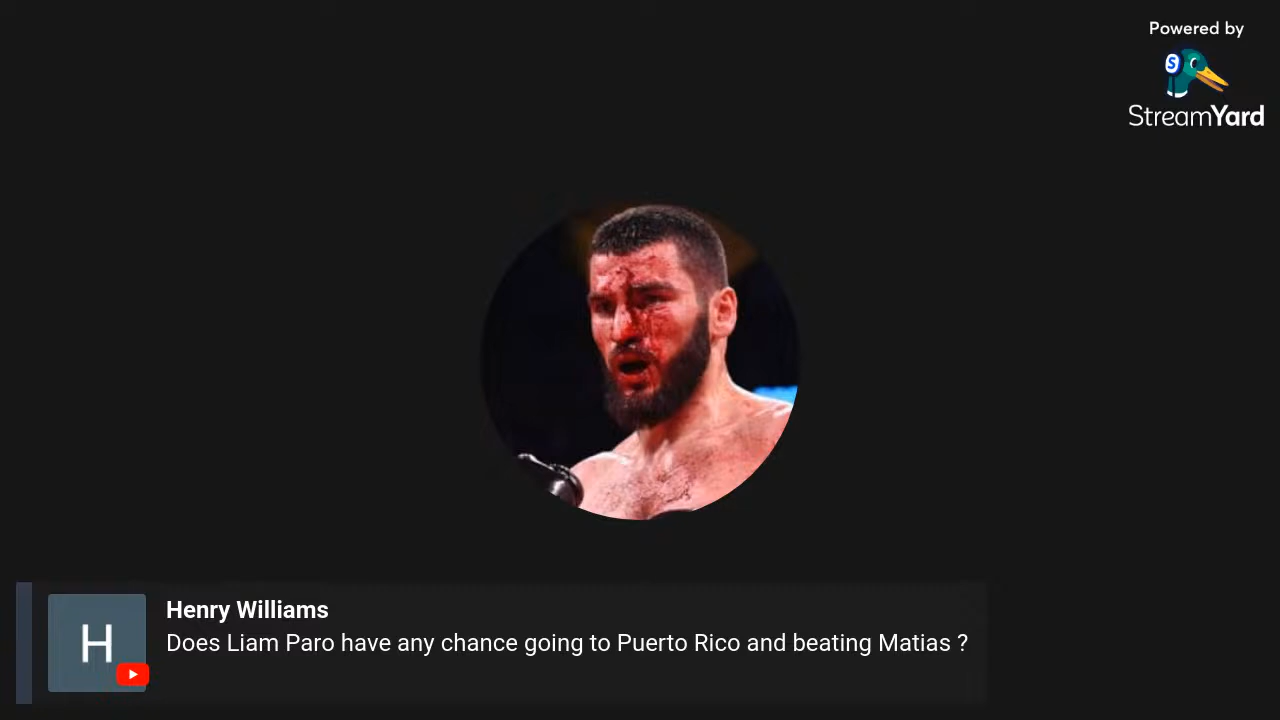 Powered by
S
StreamYard
H
Henry Williams
Does Liam Paro have any chance going to Puerto Rico and beating Matias ?